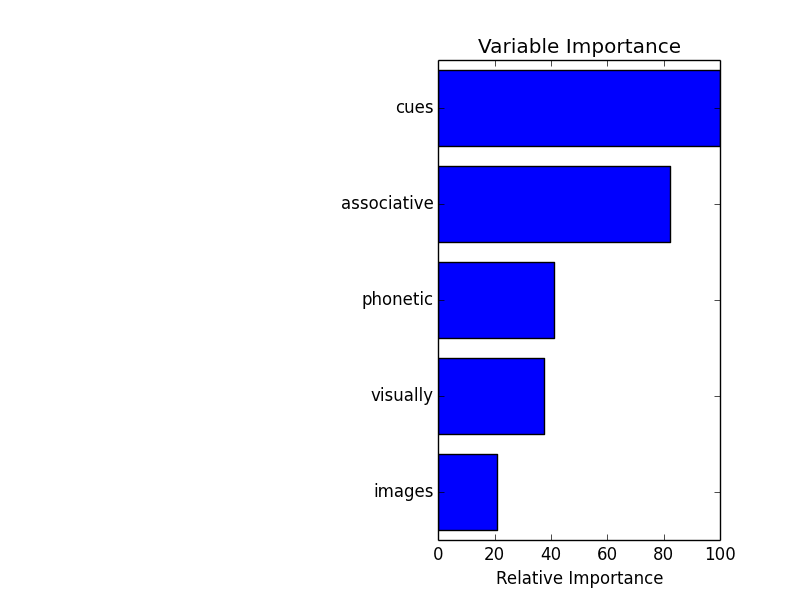 Variable Importance
cues
associative
phonetic
visually
images
0 20 40 60 80 100
Relative Importance